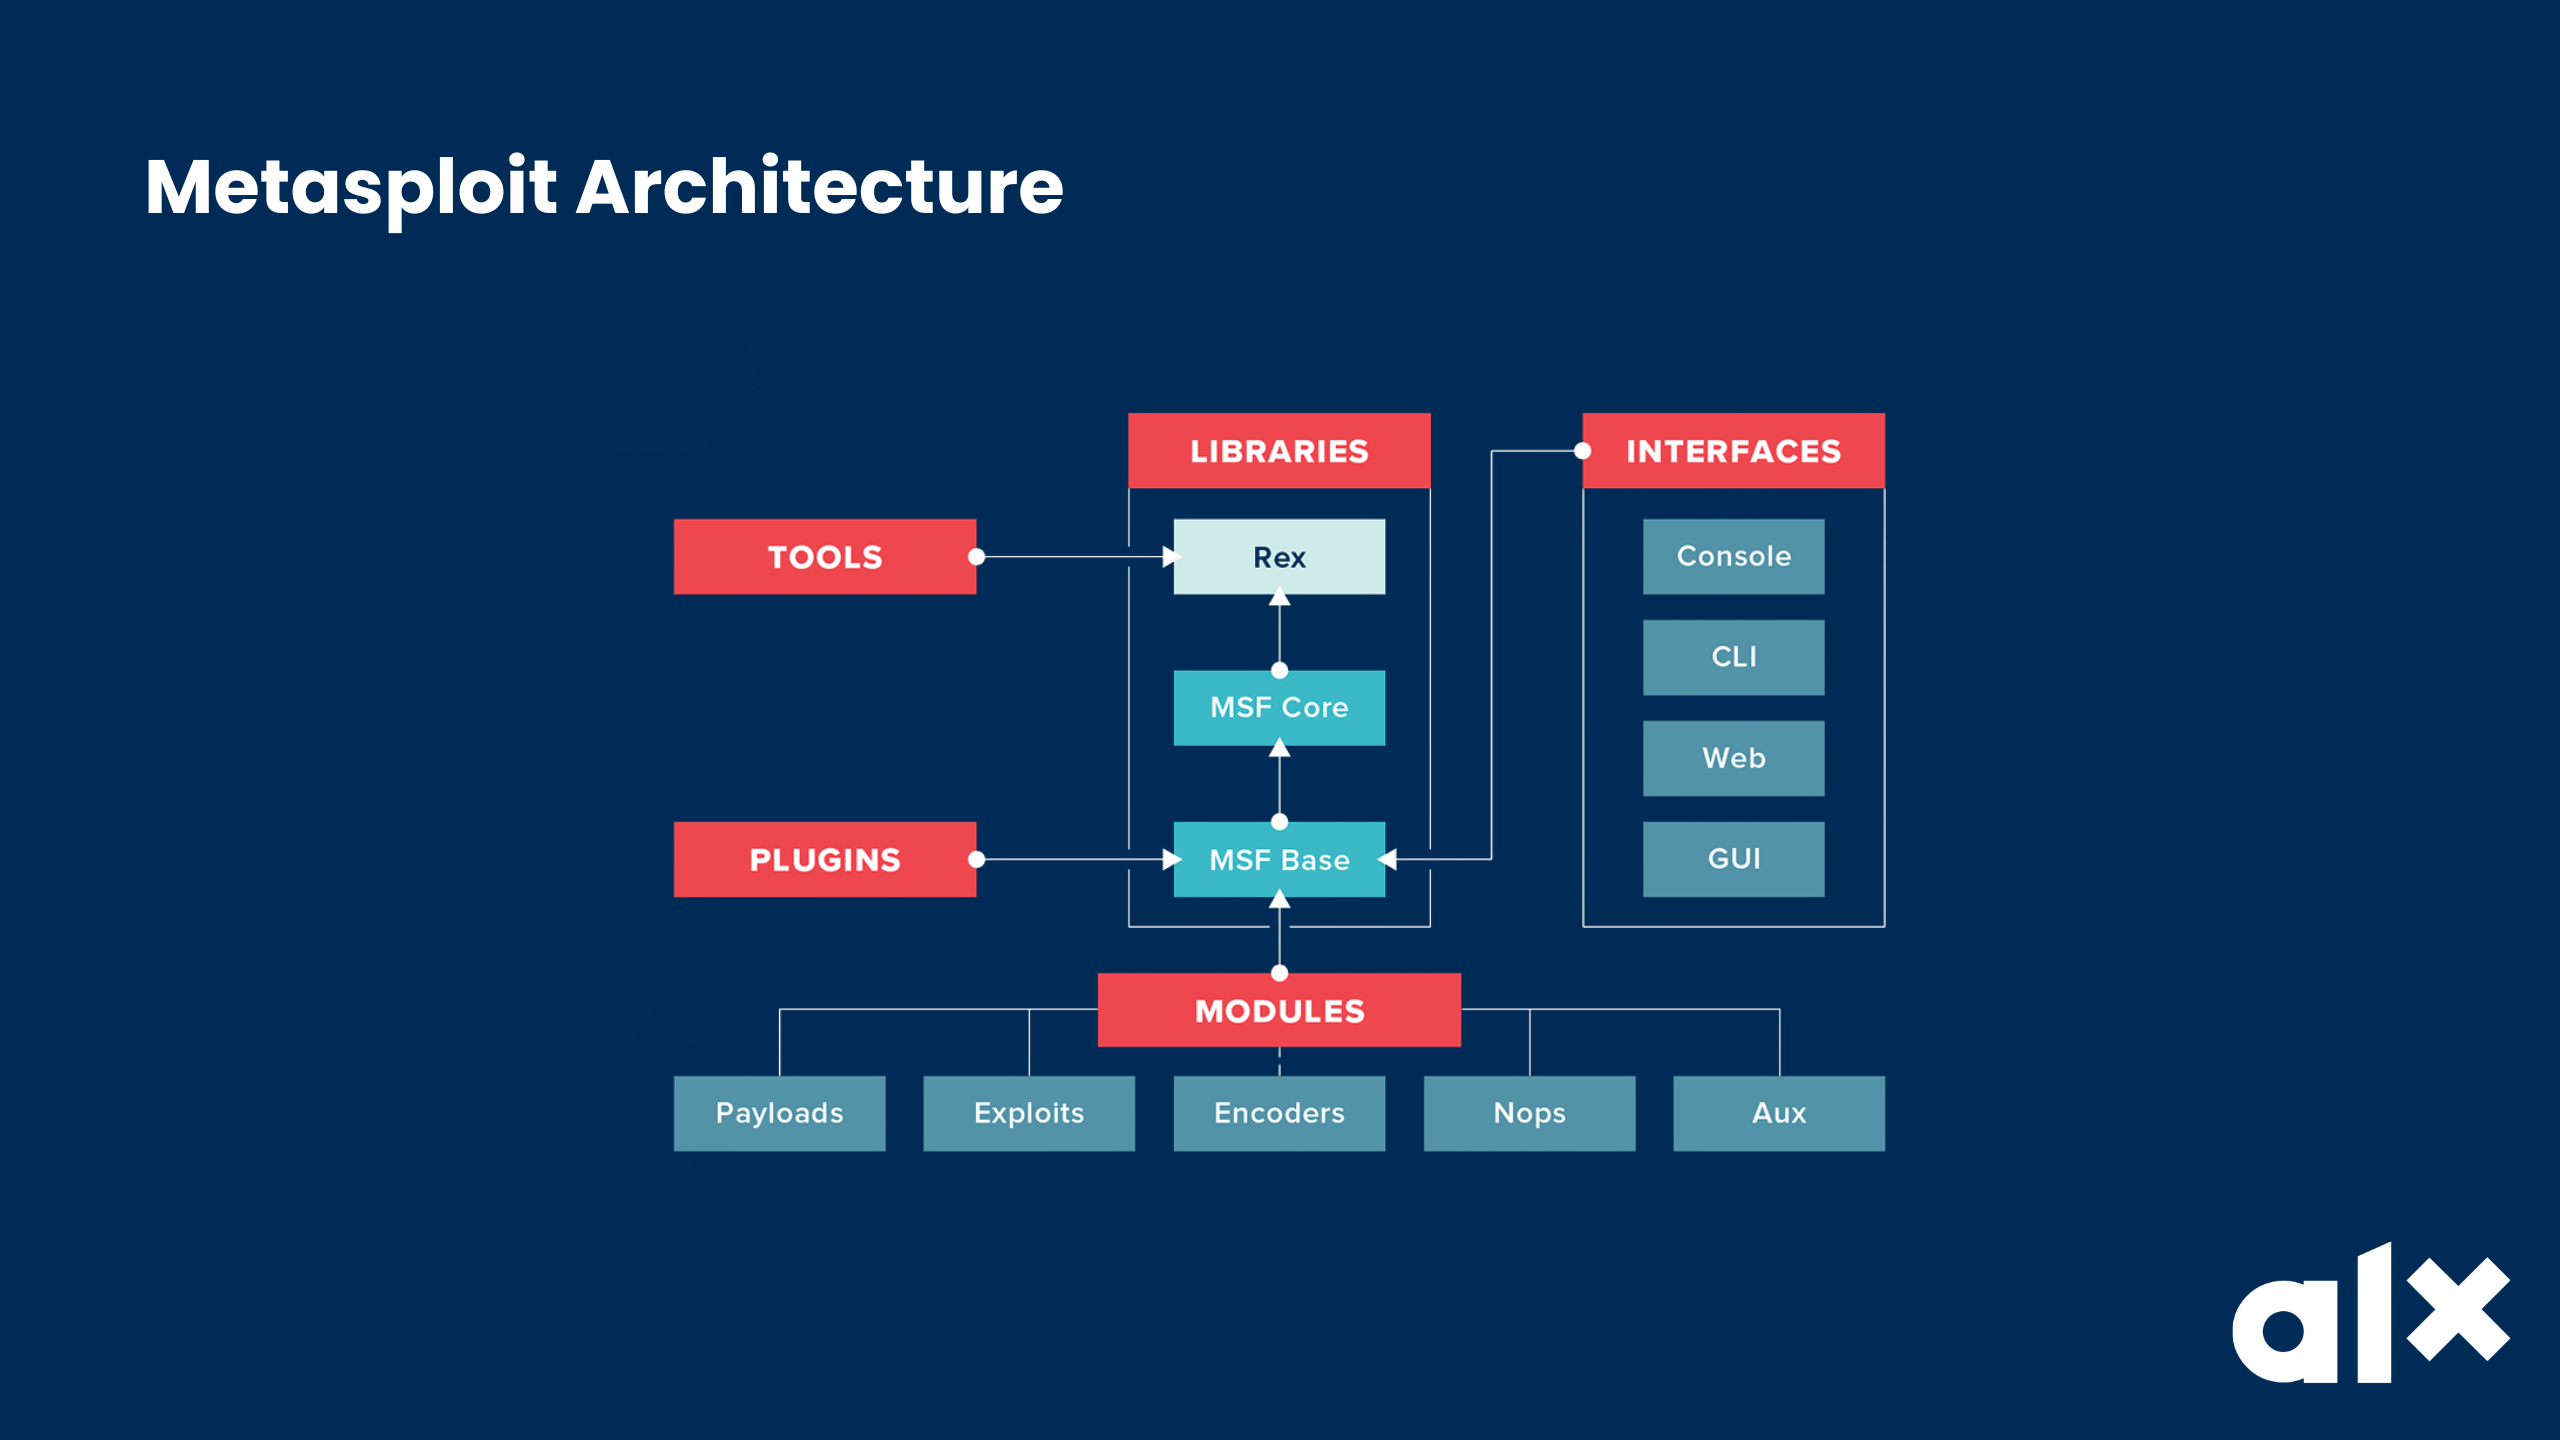 Metasploit Architecture
LIBRARIES
INTERFACES
TOOLS
Rex
Console
MSF Core
CLI
Web
PLUGINS
MSF Base
GUI
MODULES
Payloads
Exploits
Encoders
Nops
Aux
alx